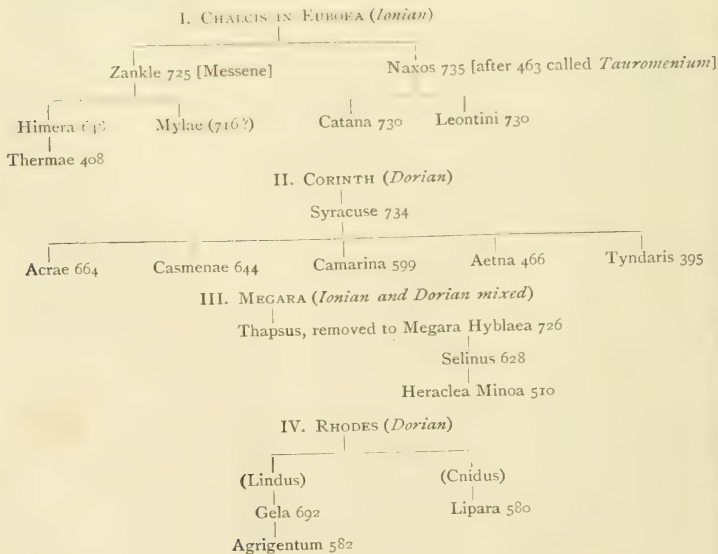 I. CHALCIS IN EUBOEA (Ionian)
Zankle 725 [Messene] Naxos 735 [after 463 called Tauromenium]
Himera Mylae (716?) Catana 730 Leontini 730
Thermae 408
II. CORINTH (Dorian)
Syracuse 734
Acrae 664 Casmenae 644 Camarina 599 Aetna 466 Tyndaris 395
III. MEGARA (Ionian and Dorian mixed)
Thapsus, removed to Megara Hyblaea 726
Selinus 628
Heraclea Minoa 510
IV. RHODES (Dorian)
(Lindus) (Cnidus)
Gela 692 Lipara 580
Agrigentum 582